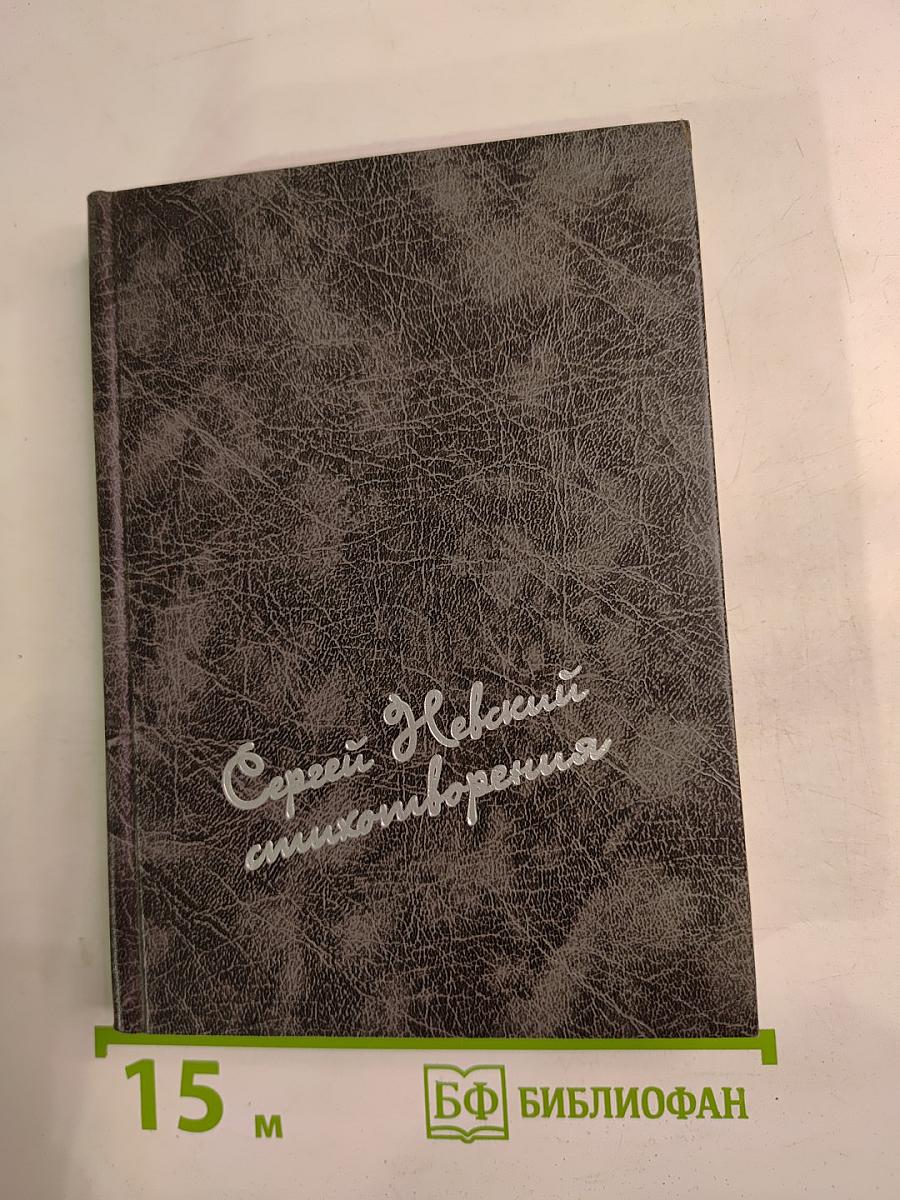 Сергей Невский
стихотворения
15 м
БФ БИБЛИОФАН